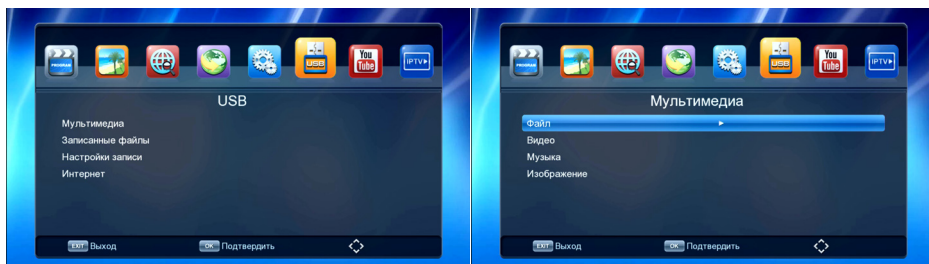 PROGRAM
USB
You
Tube
IPTV
USB
Мультимедиа
Записанные файлы
Настройки записи
Интернет
EXIT Выход
OK Подтвердить
PROGRAM
USB
You
Tube
IPTV
Мультимедиа
Файл
Видео
Музыка
Изображение
EXIT Выход
OK Подтвердить